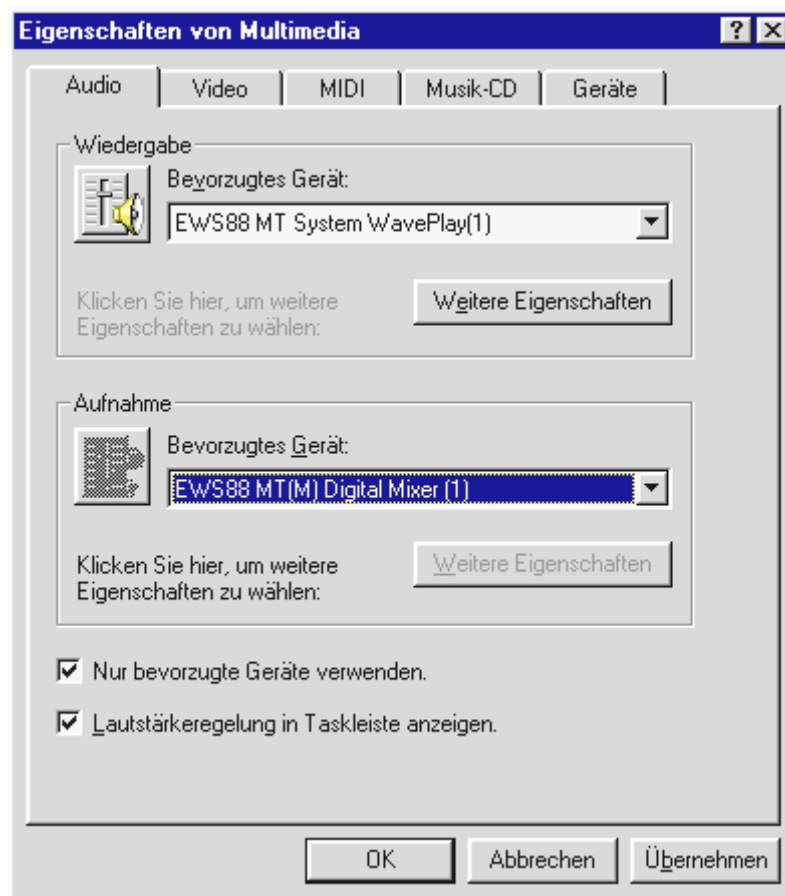 Eigenschaften von Multimedia
Audio Video MIDI Musik-CD Geräte
Wiedergabe
Bevorzugtes Gerät:
EWS88 MT System WavePlay(1)
Klicken Sie hier, um weitere
Eigenschaften zu wählen:
Weitere Eigenschaften
Aufnahme
Bevorzugtes Gerät:
EWS88 MT(M) Digital Mixer (1)
Klicken Sie hier, um weitere
Eigenschaften zu wählen:
Weitere Eigenschaften
Nur bevorzugte Geräte verwenden.
Lautstärkeregelung in Taskleiste anzeigen.
OK Abbrechen Übernehmen